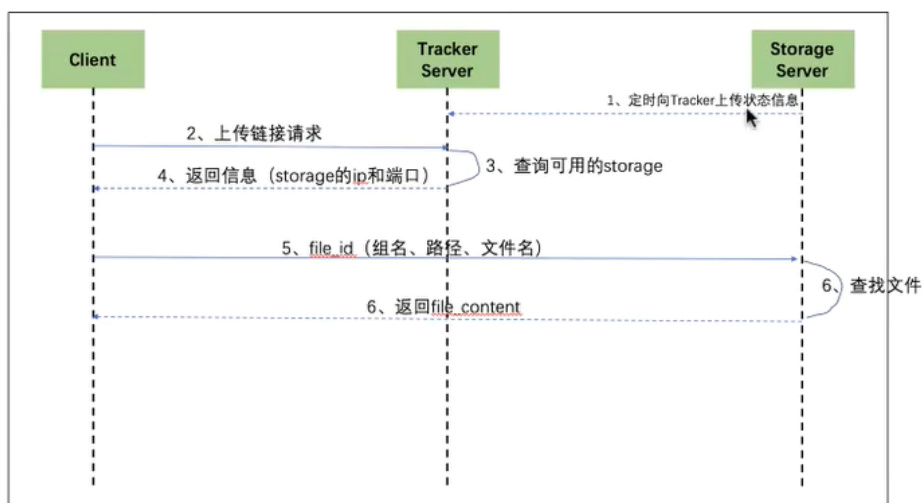 Client
Tracker
Server
Storage
Server
1、定时向Tracker上传状态信息
2、上传链接请求
3、查询可用的storage
4、返回信息（storage的ip和端口）
5、file_id（组名、路径、文件名）
6、查找文件
6、返回file_content